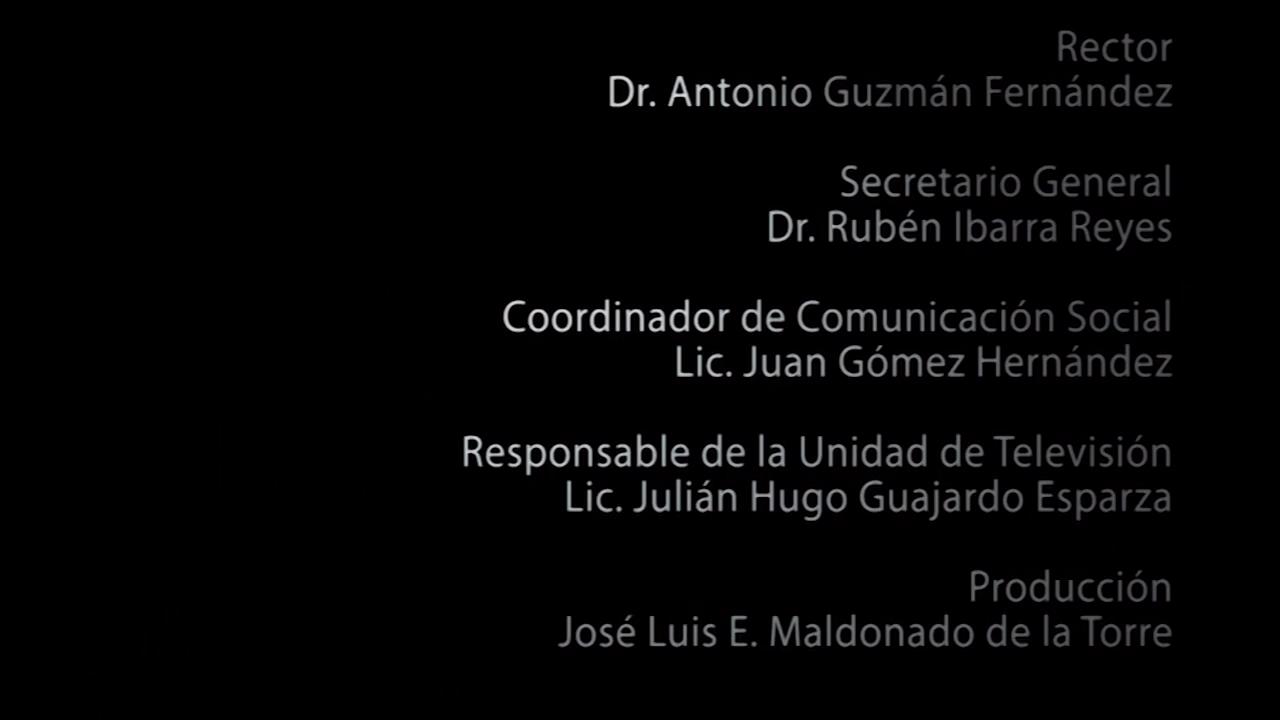 Rector
Dr. Antonio Guzmán Fernández
Secretario General
Dr. Rubén Ibarra Reyes
Coordinador de Comunicación Social
Lic. Juan Gómez Hernández
Responsable de la Unidad de Televisión
Lic. Julián Hugo Guajardo Esparza
Producción
José Luis E. Maldonado de la Torre